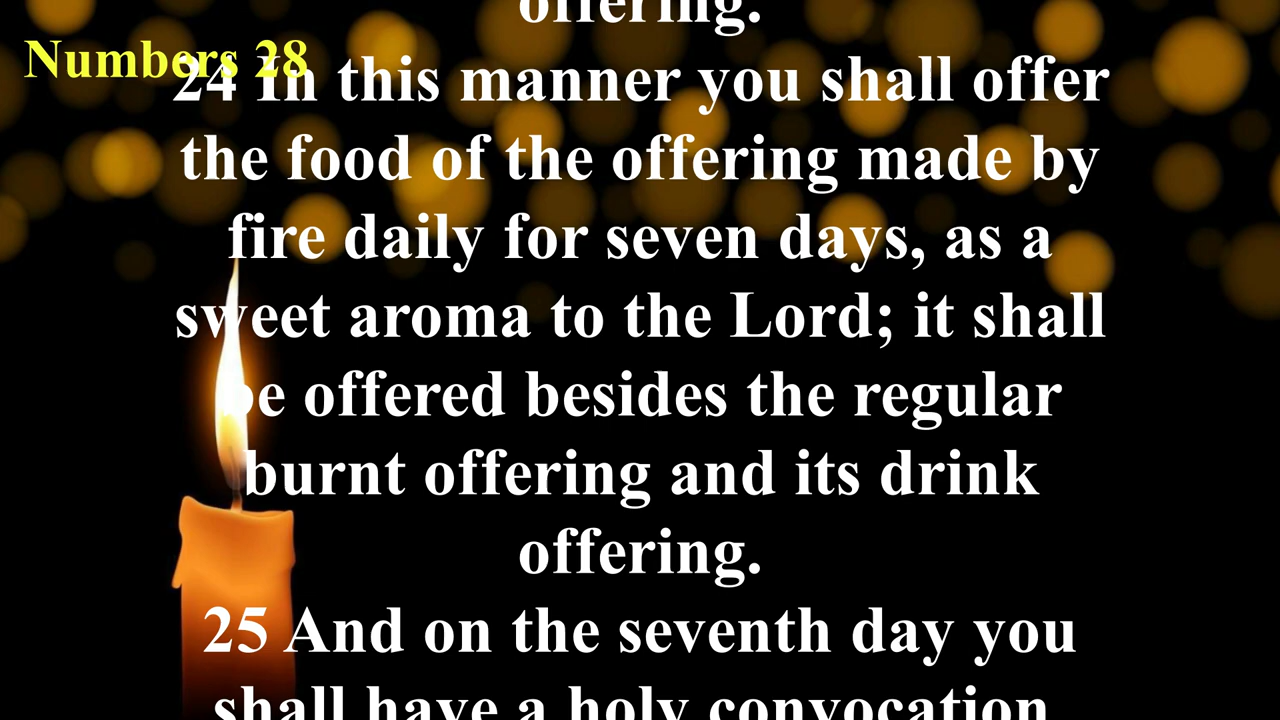 offering.
Numbers 28
24 In this manner you shall offer
the food of the offering made by
fire daily for seven days, as a
sweet aroma to the Lord; it shall
be offered besides the regular
burnt offering and its drink
offering.
25 And on the seventh day you
shall have a holy convocation